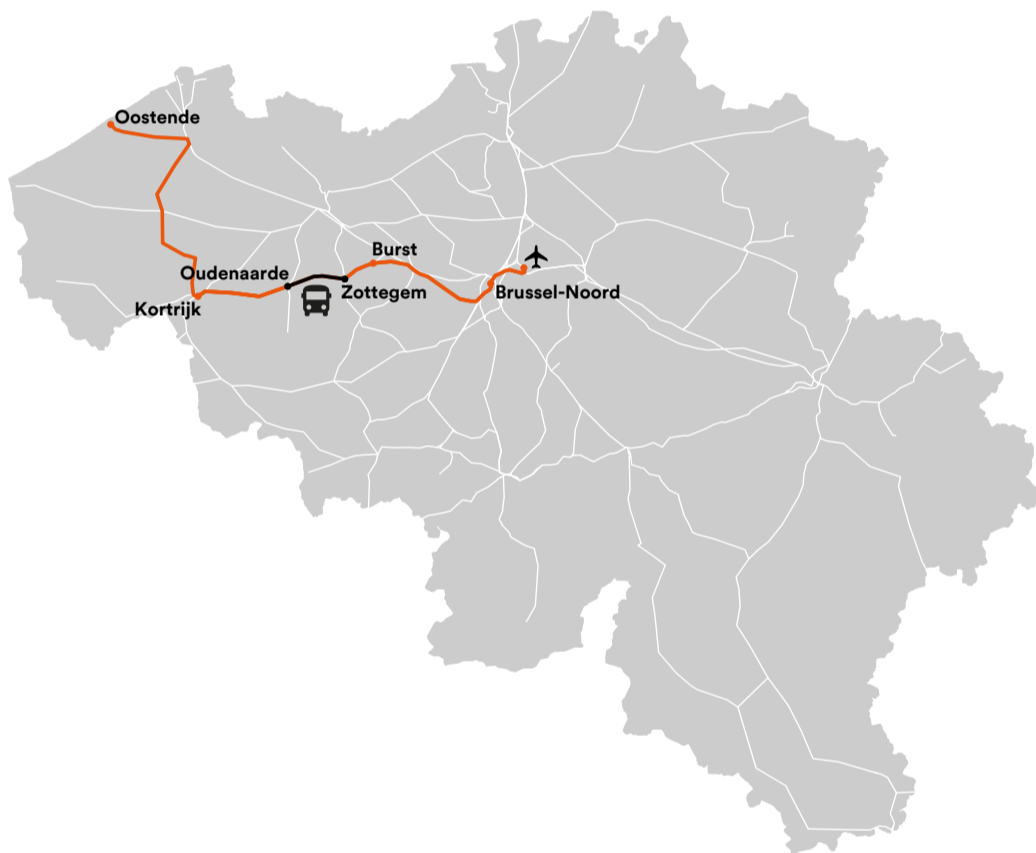 Oostende
Burst
Oudenaarde
Zottegem
Brussel-Noord
Kortrijk